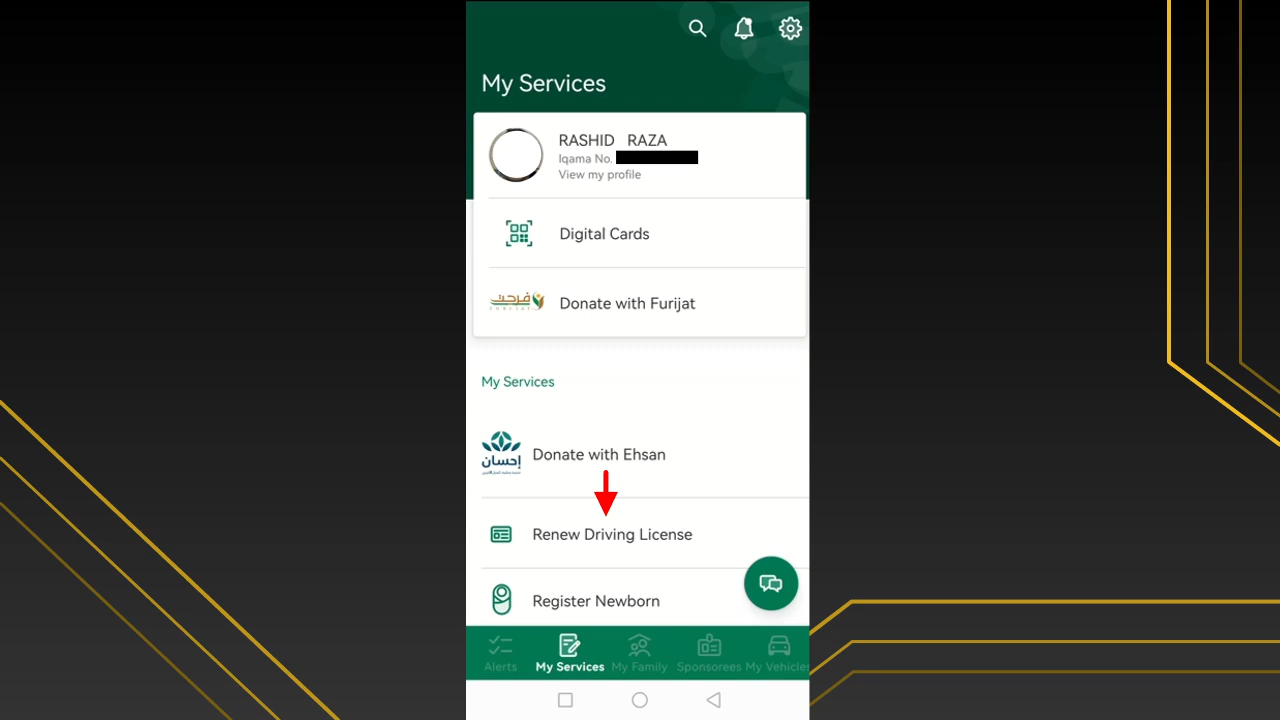 My Services
RASHID RAZA
Iqama No.
View my profile
Digital Cards
فرجت
FURIJAT
Donate with Furijat
My Services
إحسان
Donate with Ehsan
Renew Driving License
Register Newborn
Alerts
My Services
My Family
Sponsorees
My Vehicles